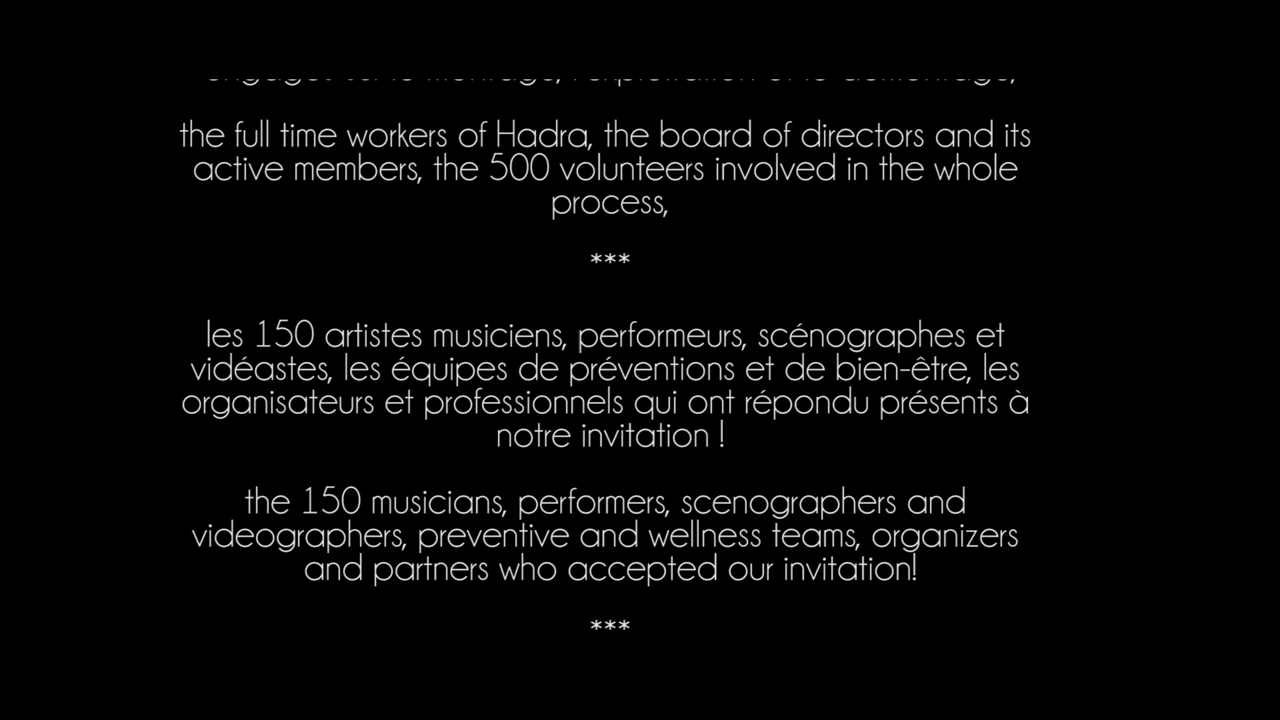 the full time workers of Hadra, the board of directors and its
active members, the 500 volunteers involved in the whole
process,
***
les 150 artistes musiciens, performeurs, scénographes et
vidéastes, les équipes de préventions et de bien-être, les
organisateurs et professionnels qui ont répondu présents à
notre invitation !
the 150 musicians, performers, scenographers and
videographers, preventive and wellness teams, organizers
and partners who accepted our invitation!
***